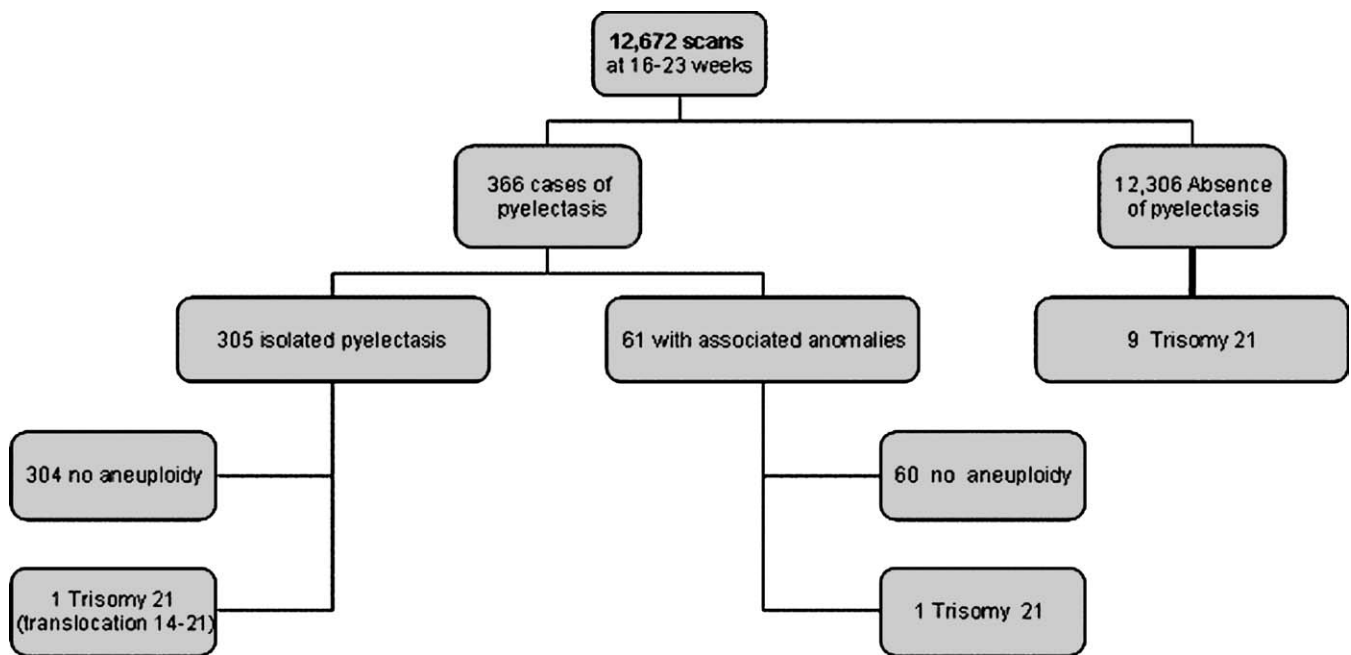 12,672 scans
at 16-23 weeks
366 cases of
pyelectasis
12,306 Absence
of pyelectasis
305 isolated pyelectasis
61 with associated anomalies
9 Trisomy 21
304 no aneuploidy
60 no aneuploidy
1 Trisomy 21
(translocation 14-21)
1 Trisomy 21